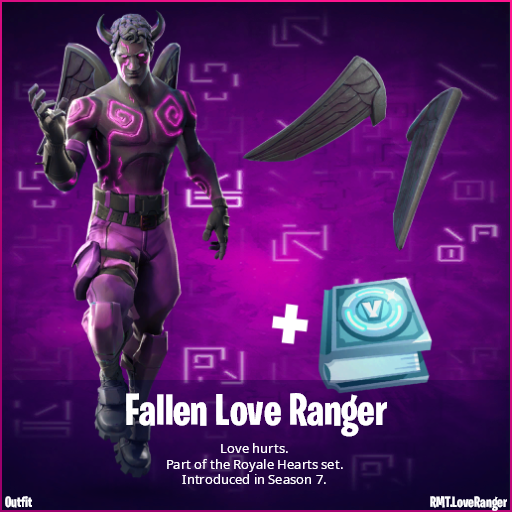 Fallen Love Ranger
Love hurts.
Part of the Royale Hearts set.
Introduced in Season 7.
Outfit
RMT.LoveRanger
V